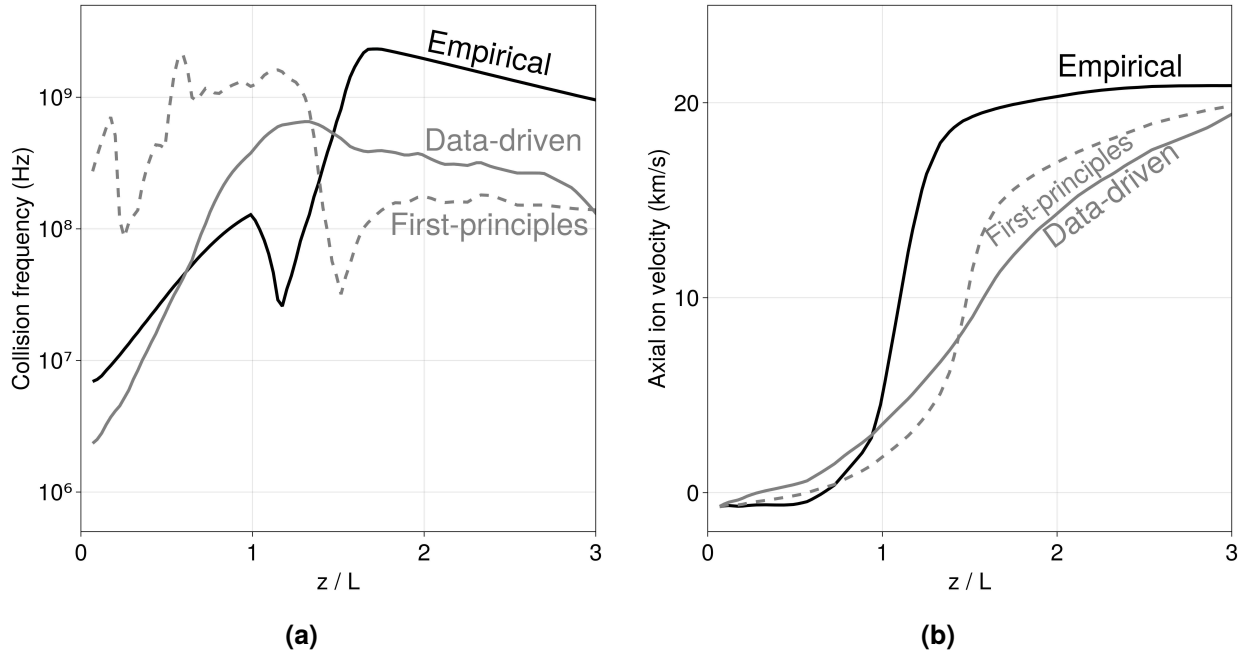 Collision frequency (Hz)
10⁹
10⁸
10⁷
10⁶
Empirical
Data-driven
First-principles
0
1
2
3
z / L
(a)
Axial ion velocity (km/s)
20
10
0
Empirical
First-principles
Data-driven
0
1
2
3
z / L
(b)